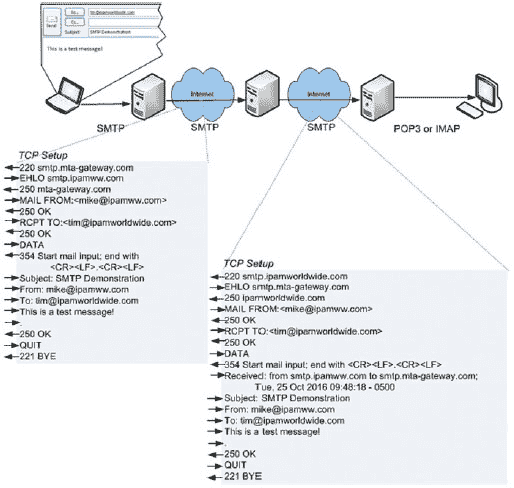 Send
To...
tim@ipamworldwide.com
Cc...
Subject:
SMTP Demonstration
This is a test message!
Internet
Internet
SMTP
SMTP
SMTP
POP3 or IMAP
TCP Setup
220 smtp.mta-gateway.com
EHLO smtp.ipamww.com
250 mta-gateway.com
MAIL FROM:<mike@ipamww.com>
250 OK
RCPT TO:<tim@ipamworldwide.com>
250 OK
DATA
354 Start mail input; end with
<CR><LF>.<CR><LF>
Subject: SMTP Demonstration
From: mike@ipamww.com
To: tim@ipamworldwide.com
This is a test message!
.
250 OK
QUIT
221 BYE
TCP Setup
220 smtp.ipamworldwide.com
EHLO smtp.mta-gateway.com
250 ipamworldwide.com
MAIL FROM:<mike@ipamww.com>
250 OK
RCPT TO:<tim@ipamworldwide.com>
250 OK
DATA
354 Start mail input; end with <CR><LF>.<CR><LF>
Received: from smtp.ipamww.com to smtp.mta-gateway.com;
Tue, 25 Oct 2016 09:48:18 - 0500
Subject: SMTP Demonstration
From: mike@ipamww.com
To: tim@ipamworldwide.com
This is a test message!
.
250 OK
QUIT
221 BYE